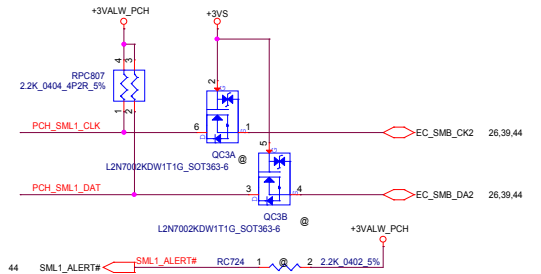 +3VALW_PCH
+3VS
4 3
RPC807
2.2K_0404_4P2R_5%
1 2
2
G
PCH_SML1_CLK
6
D
S
1
EC_SMB_CK2 26,39,44
QC3A
@
L2N7002KDW1T1G_SOT363-6
5
G
PCH_SML1_DAT
3
D
S
4
EC_SMB_DA2 26,39,44
QC3B
@
L2N7002KDW1T1G_SOT363-6
+3VALW_PCH
44 SML1_ALERT# SML1_ALERT# RC724 1 @ 2 2.2K_0402_5%